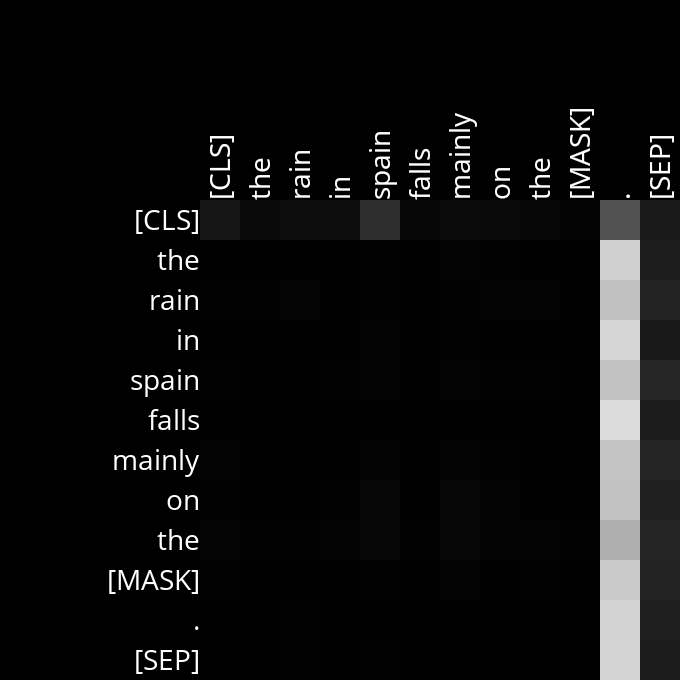 [CLS] the rain in spain falls mainly on the [MASK] . [SEP]
[CLS]
the
rain
in
spain
falls
mainly
on
the
[MASK]
.
[SEP]